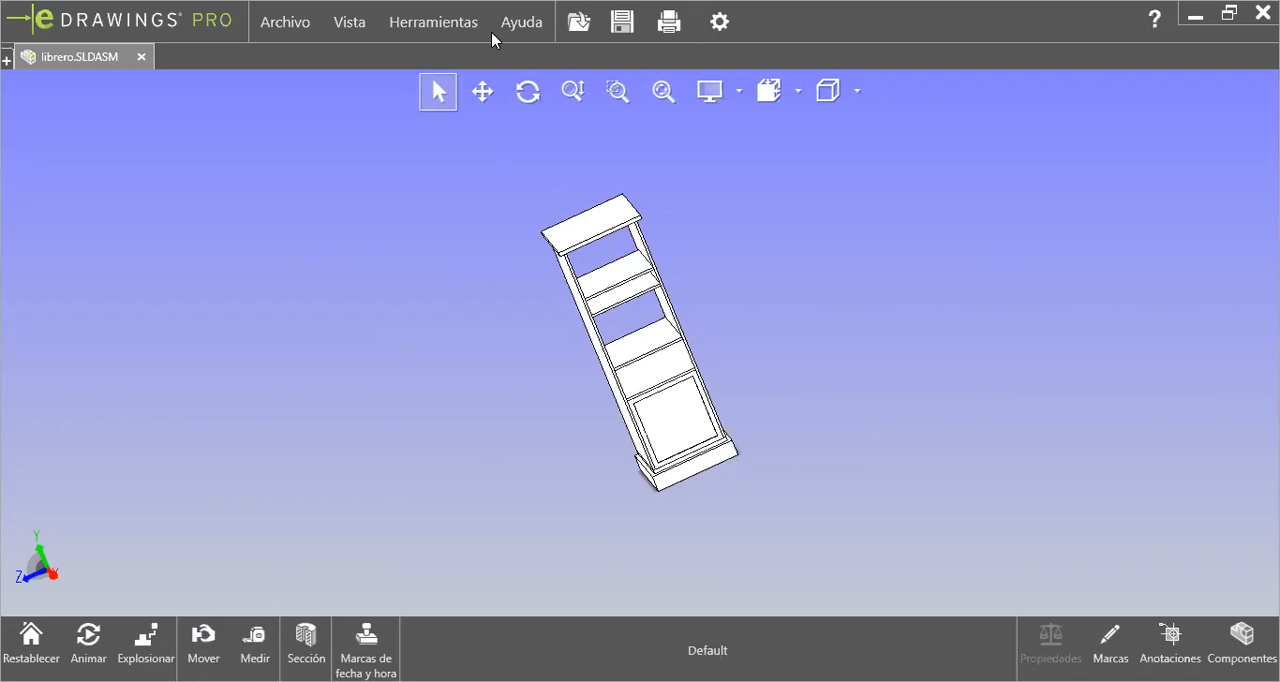 eDRAWINGS® PRO
Archivo Vista Herramientas Ayuda
?
+ librero.SLDASM ×
Y
Z X
Restablecer Animar Explosionar Mover Medir Sección Marcas de fecha y hora
Default
Propiedades Marcas Anotaciones Componentes